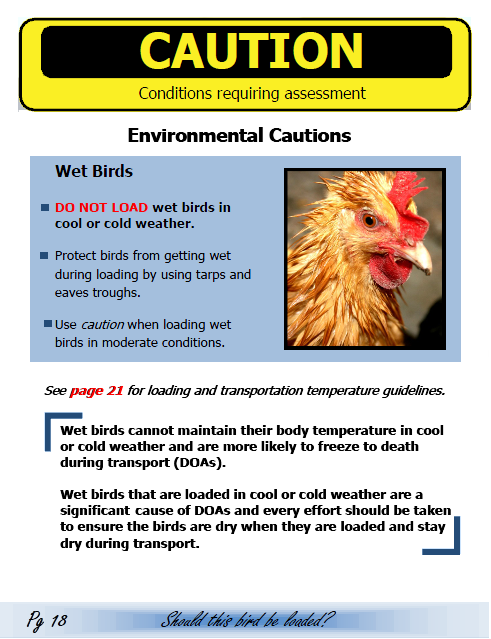 CAUTION
Conditions requiring assessment
Environmental Cautions
Wet Birds
DO NOT LOAD wet birds in
cool or cold weather.
Protect birds from getting wet
during loading by using tarps and
eaves troughs.
Use caution when loading wet
birds in moderate conditions.
See page 21 for loading and transportation temperature guidelines.
Wet birds cannot maintain their body temperature in cool
or cold weather and are more likely to freeze to death
during transport (DOAs).
Wet birds that are loaded in cool or cold weather are a
significant cause of DOAs and every effort should be taken
to ensure the birds are dry when they are loaded and stay
dry during transport.
Pg 18
Should this bird be loaded?